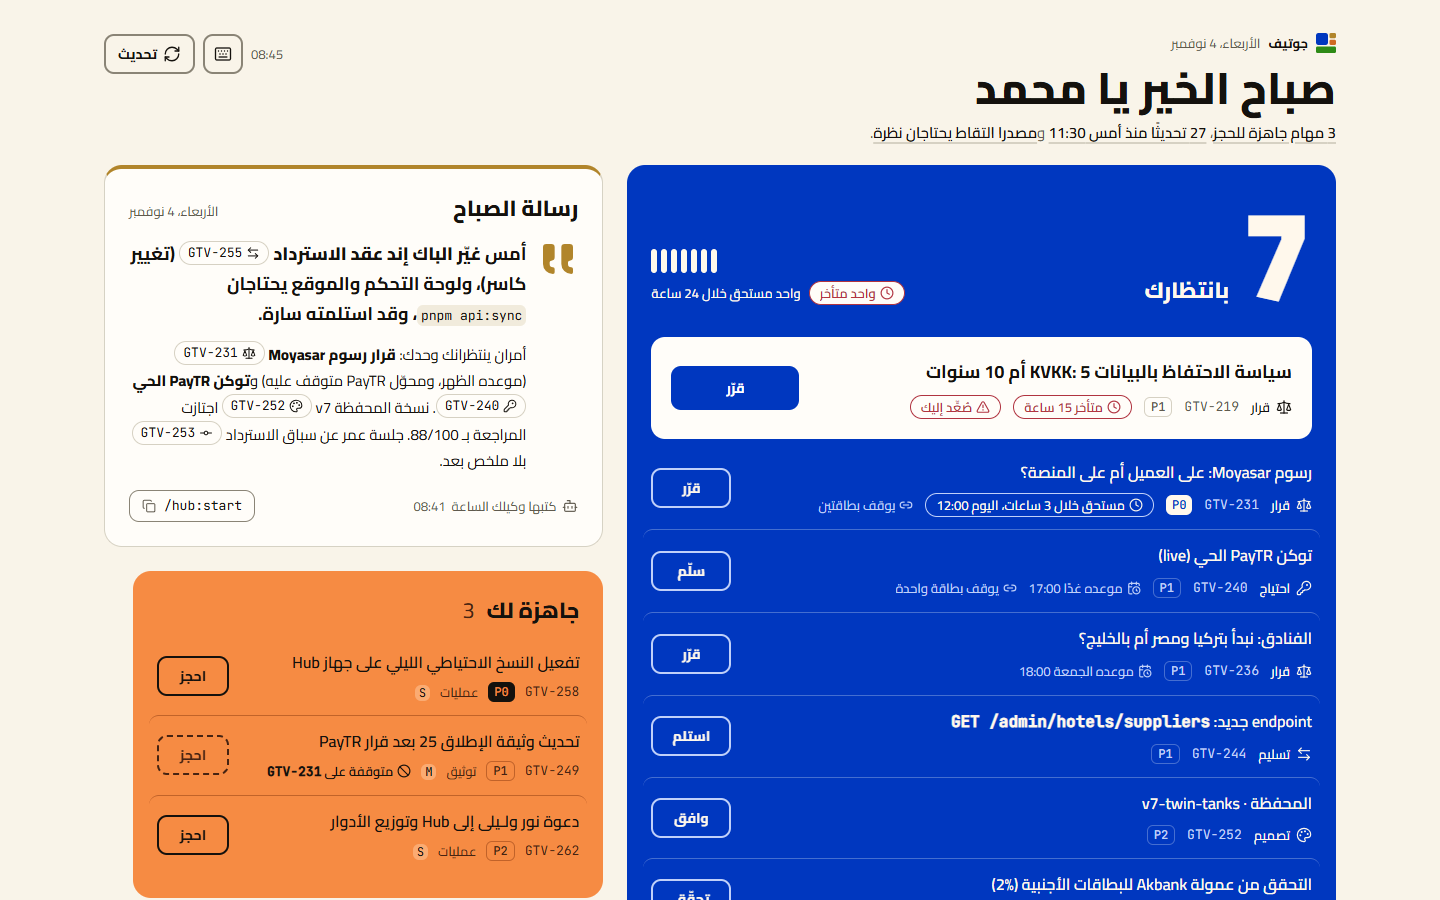 جوتيف الأربعاء، 4 نوفمبر
صباح الخير يا محمد
3 مهام جاهزة للحجز، 27 تحديثًا منذ أمس 11:30 ومصدرا التقاط يحتاجان نظرة.
08:45
تحديث
7 بانتظارك
واحد متأخر واحد مستحق خلال 24 ساعة
سياسة الاحتفاظ بالبيانات KVKK: 5 أم 10 سنوات
قرار GTV-219 P1 متأخر 15 ساعة صُعِّد إليك
قرّر
رسوم Moyasar: على العميل أم على المنصة؟
قرار GTV-231 P0 مستحق خلال 3 ساعات، اليوم 12:00 يوقف بطاقتين
قرّر
توكن PayTR الحي (live)
احتياج GTV-240 P1 موعده غدًا 17:00 يوقف بطاقة واحدة
سلّم
الفنادق: نبدأ بتركيا ومصر أم بالخليج؟
قرار GTV-236 P1 موعده الجمعة 18:00
قرّر
endpoint جديد: GET /admin/hotels/suppliers
تسليم GTV-244 P1
استلم
المحفظة · v7-twin-tanks
تصميم GTV-252 P2
وافق
التحقق من عمولة Akbank للبطاقات الأجنبية (2%)
تحقّق
رسالة الصباح
الأربعاء، 4 نوفمبر
أمس غيّر الباك إند عقد الاسترداد GTV-255 (تغيير
كاسر)، ولوحة التحكم والموقع يحتاجان
pnpm api:sync، وقد استلمته سارة.
أمران ينتظرانك وحدك: قرار رسوم Moyasar GTV-231
(موعده الظهر، ومحوّل PayTR متوقف عليه) وتوكن PayTR الحي
GTV-240. نسخة المحفظة v7 GTV-252 اجتازت
المراجعة بـ 88/100. جلسة عمر عن سباق الاسترداد GTV-253
بلا ملخص بعد.
كتبها وكيلك الساعة 08:41
/hub:start
جاهزة لك 3
تفعيل النسخ الاحتياطي الليلي على جهاز Hub
GTV-258 P0 عمليات S
احجز
تحديث وثيقة الإطلاق 25 بعد قرار PayTR
GTV-249 P1 توثيق M متوقفة على GTV-231
احجز
دعوة نور وليلى إلى Hub وتوزيع الأدوار
GTV-262 P2 عمليات S
احجز